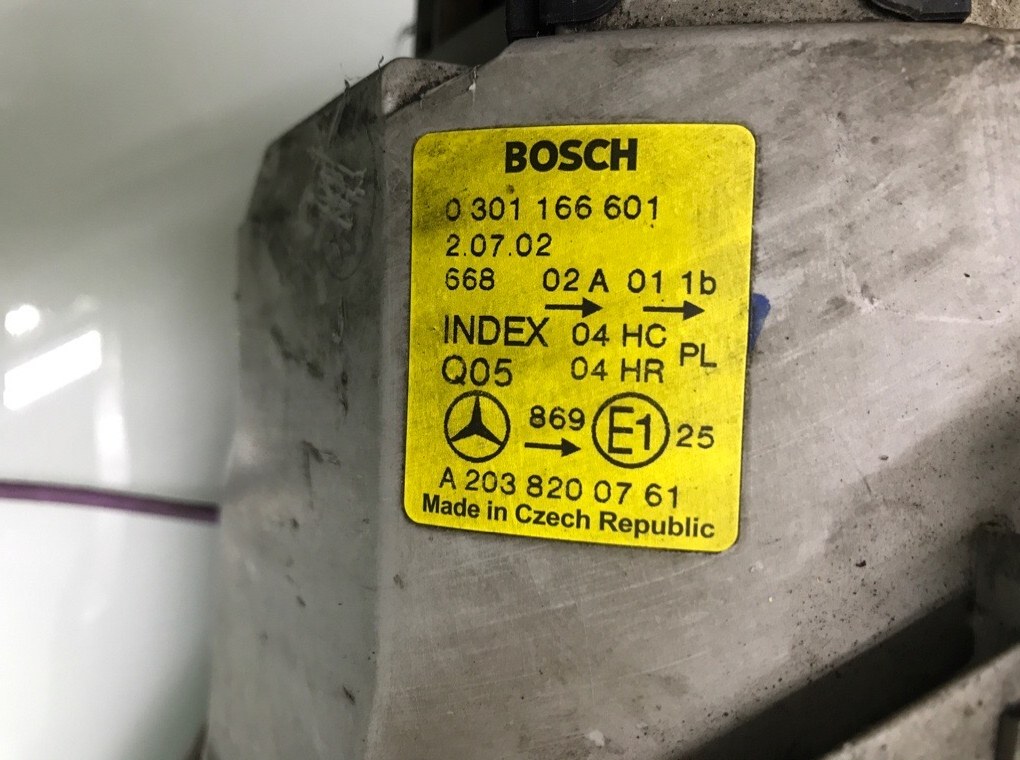 BOSCH
0 301 166 601
2.07.02
668 02 A 01 1b
INDEX 04 HC
PL
Q05 04 HR
869 E1 25
A 203 820 07 61
Made in Czech Republic